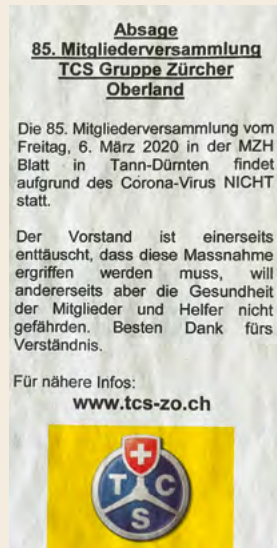 Absage
85. Mitgliederversammlung
TCS Gruppe Zürcher
Oberland
Die 85. Mitgliederversammlung vom
Freitag, 6. März 2020 in der MZH
Blatt in Tann-Dürnten findet
aufgrund des Corona-Virus NICHT
statt.
Der Vorstand ist einerseits
enttäuscht, dass diese Massnahme
ergriffen werden muss, will
andererseits aber die Gesundheit
der Mitglieder und Helfer nicht
gefährden. Besten Dank fürs
Verständnis.
Für nähere Infos:
www.tcs-zo.ch
T C
S